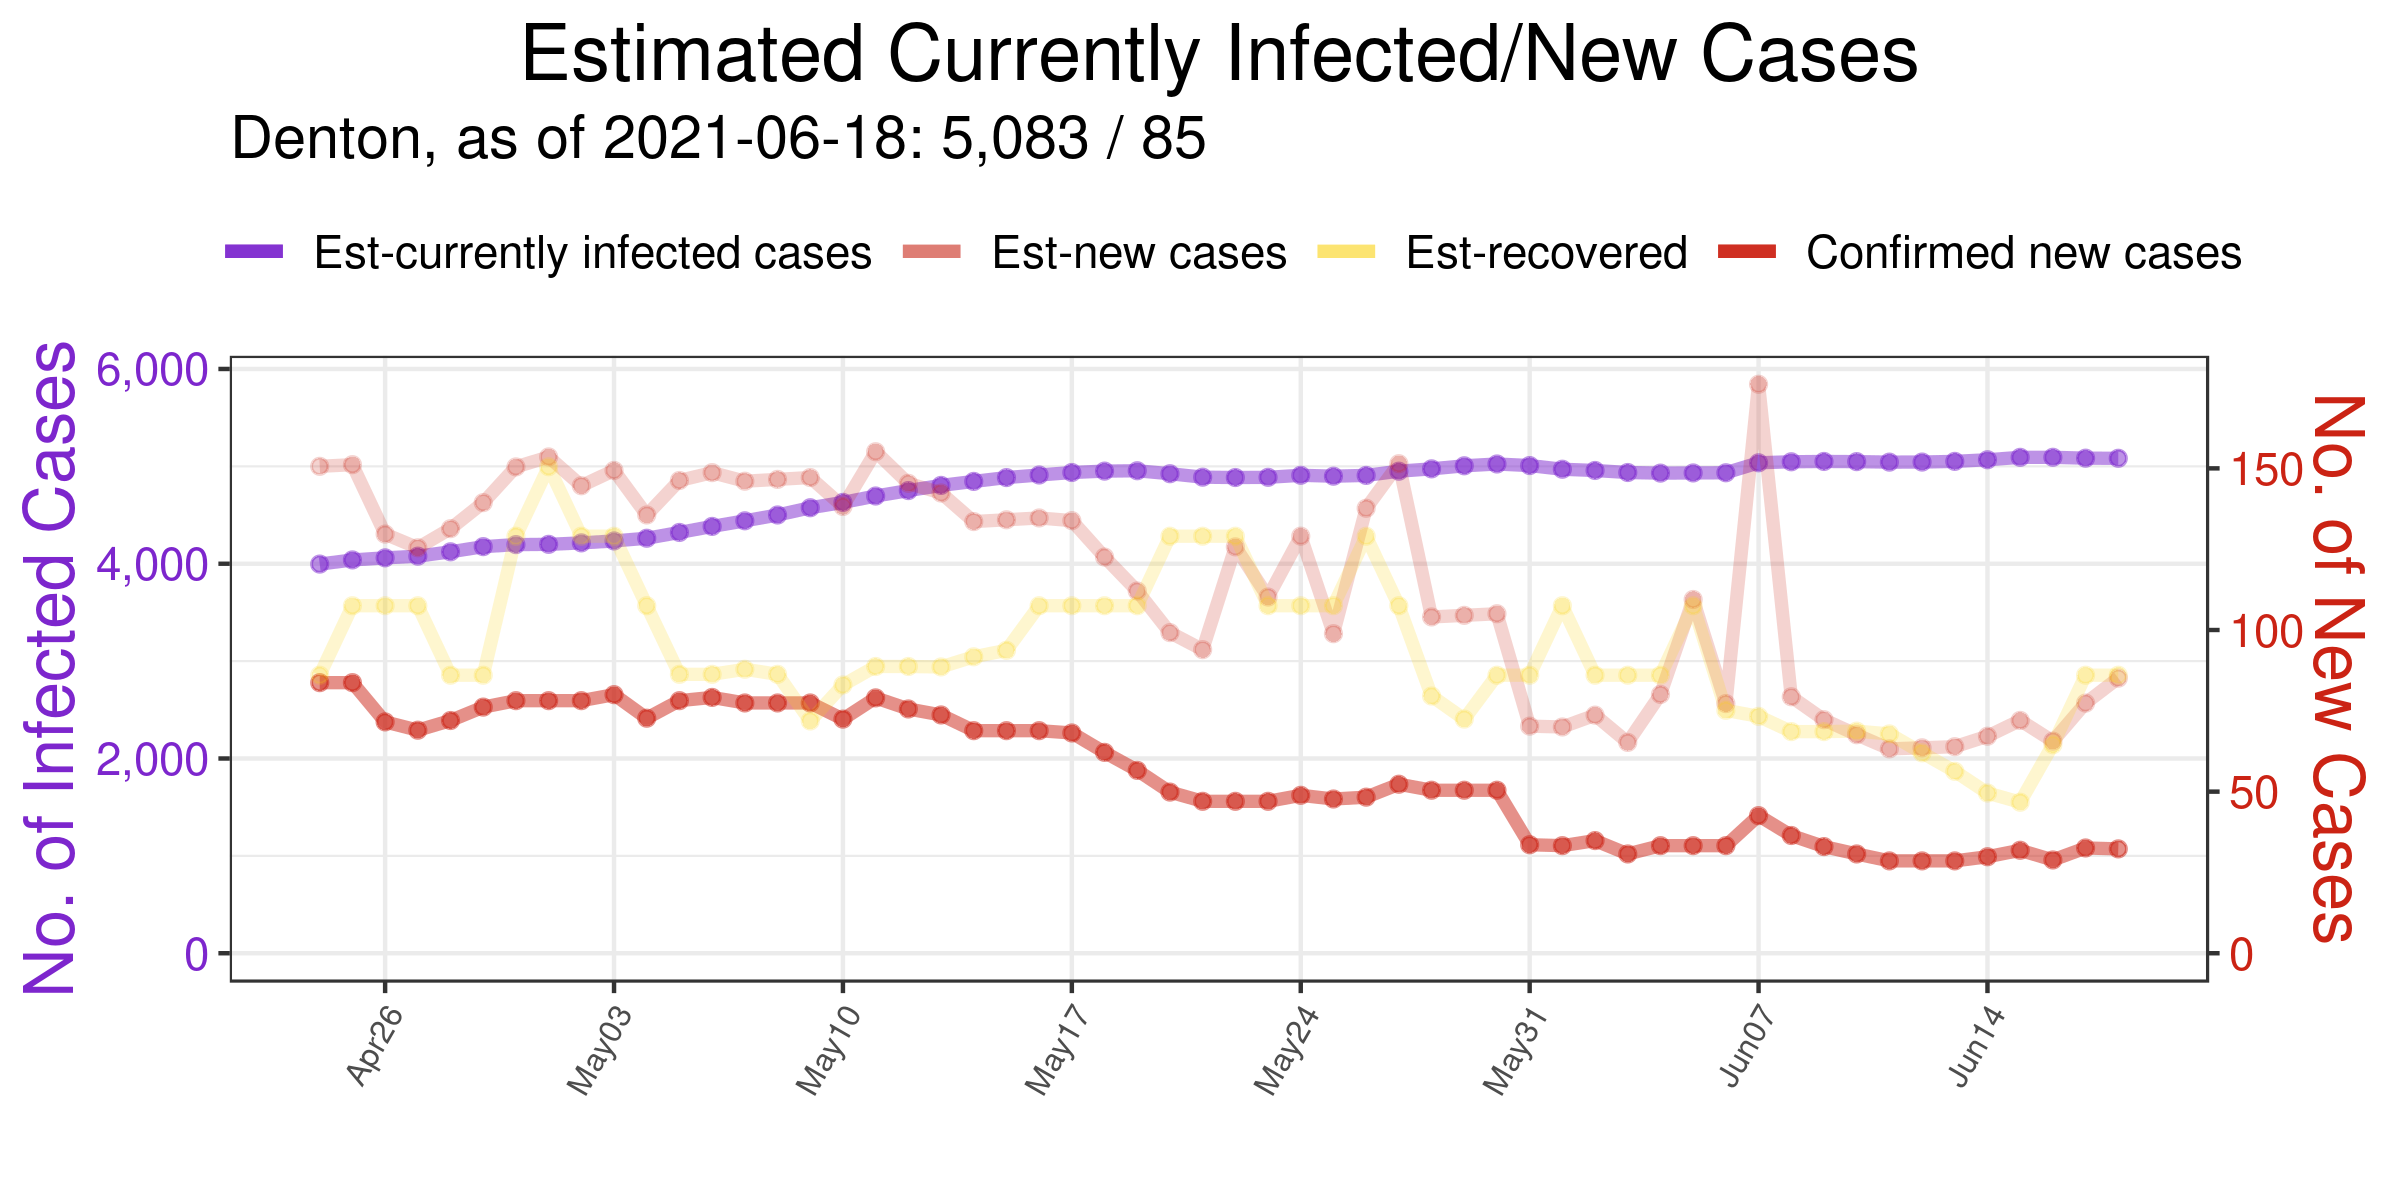 Estimated Currently Infected/New Cases
Denton, as of 2021-06-18: 5,083 / 85
Est-currently infected cases Est-new cases Est-recovered Confirmed new cases
No. of Infected Cases
6,000
4,000
2,000
0
150
100
50
0
No. of New Cases
Apr26 May03 May10 May17 May24 May31 Jun07 Jun14